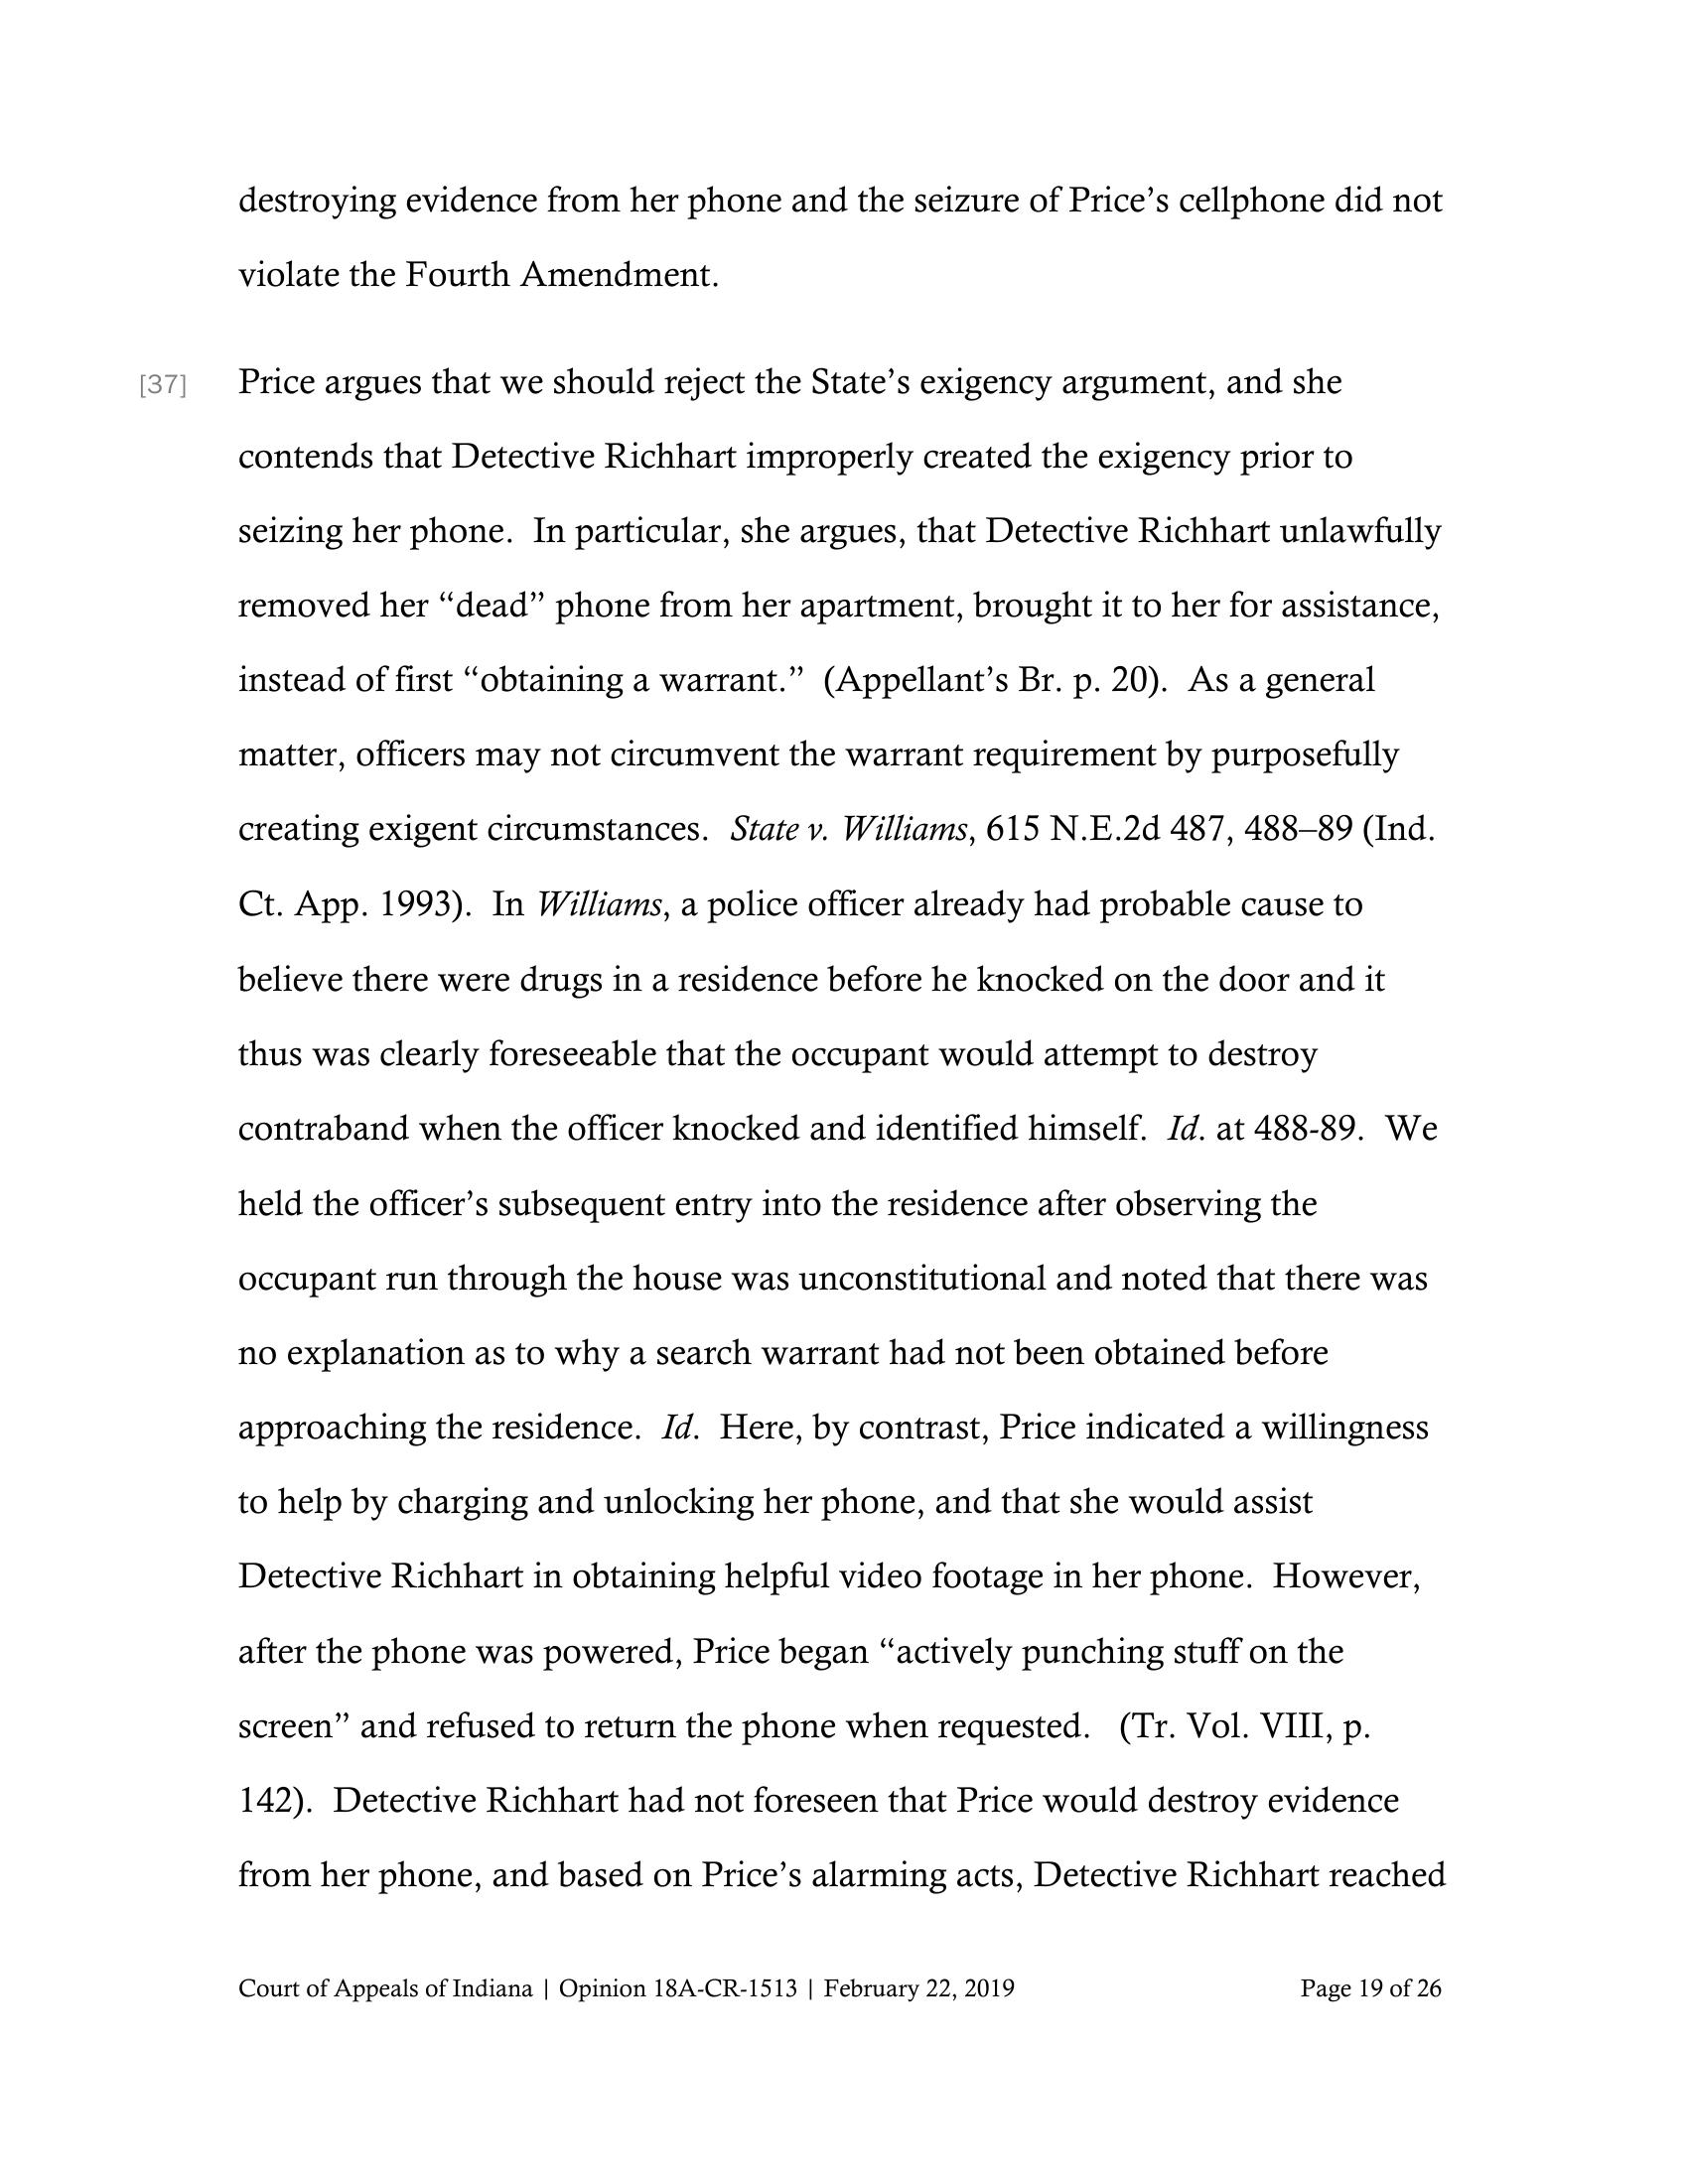 destroying evidence from her phone and the seizure of Price’s cellphone did not
violate the Fourth Amendment.
[37] Price argues that we should reject the State’s exigency argument, and she
contends that Detective Richhart improperly created the exigency prior to
seizing her phone.  In particular, she argues, that Detective Richhart unlawfully
removed her “dead” phone from her apartment, brought it to her for assistance,
instead of first “obtaining a warrant.”  (Appellant’s Br. p. 20).  As a general
matter, officers may not circumvent the warrant requirement by purposefully
creating exigent circumstances.  State v. Williams, 615 N.E.2d 487, 488–89 (Ind.
Ct. App. 1993).  In Williams, a police officer already had probable cause to
believe there were drugs in a residence before he knocked on the door and it
thus was clearly foreseeable that the occupant would attempt to destroy
contraband when the officer knocked and identified himself.  Id. at 488-89.  We
held the officer’s subsequent entry into the residence after observing the
occupant run through the house was unconstitutional and noted that there was
no explanation as to why a search warrant had not been obtained before
approaching the residence.  Id.  Here, by contrast, Price indicated a willingness
to help by charging and unlocking her phone, and that she would assist
Detective Richhart in obtaining helpful video footage in her phone.  However,
after the phone was powered, Price began “actively punching stuff on the
screen” and refused to return the phone when requested.   (Tr. Vol. VIII, p.
142).  Detective Richhart had not foreseen that Price would destroy evidence
from her phone, and based on Price’s alarming acts, Detective Richhart reached
Court of Appeals of Indiana | Opinion 18A-CR-1513 | February 22, 2019 Page 19 of 26